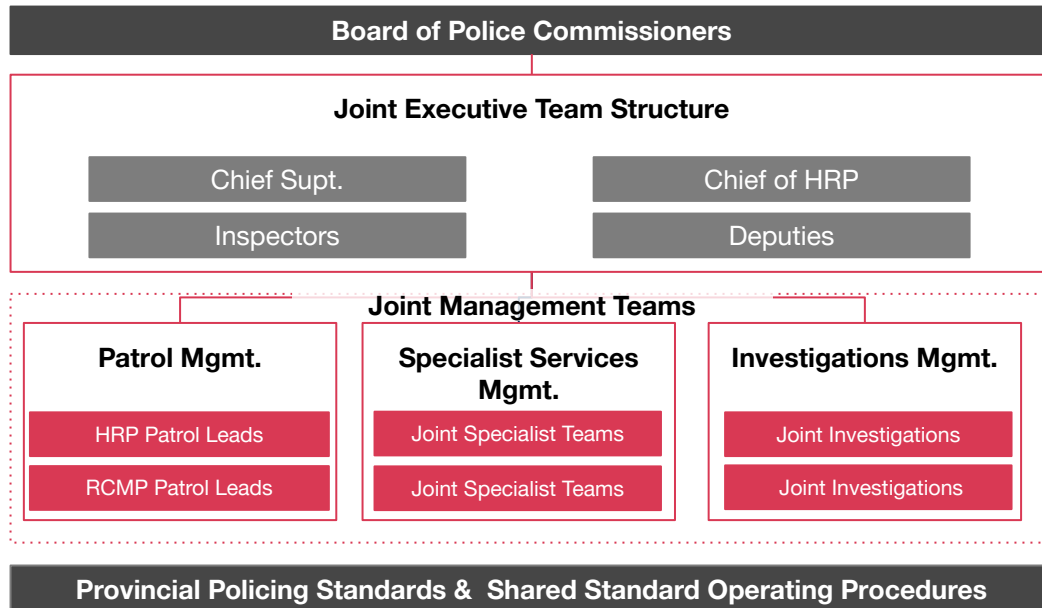 Board of Police Commissioners
Joint Executive Team Structure
Chief Supt.
Chief of HRP
Inspectors
Deputies
Joint Management Teams
Patrol Mgmt.
HRP Patrol Leads
RCMP Patrol Leads
Specialist Services
Mgmt.
Joint Specialist Teams
Joint Specialist Teams
Investigations Mgmt.
Joint Investigations
Joint Investigations
Provincial Policing Standards & Shared Standard Operating Procedures